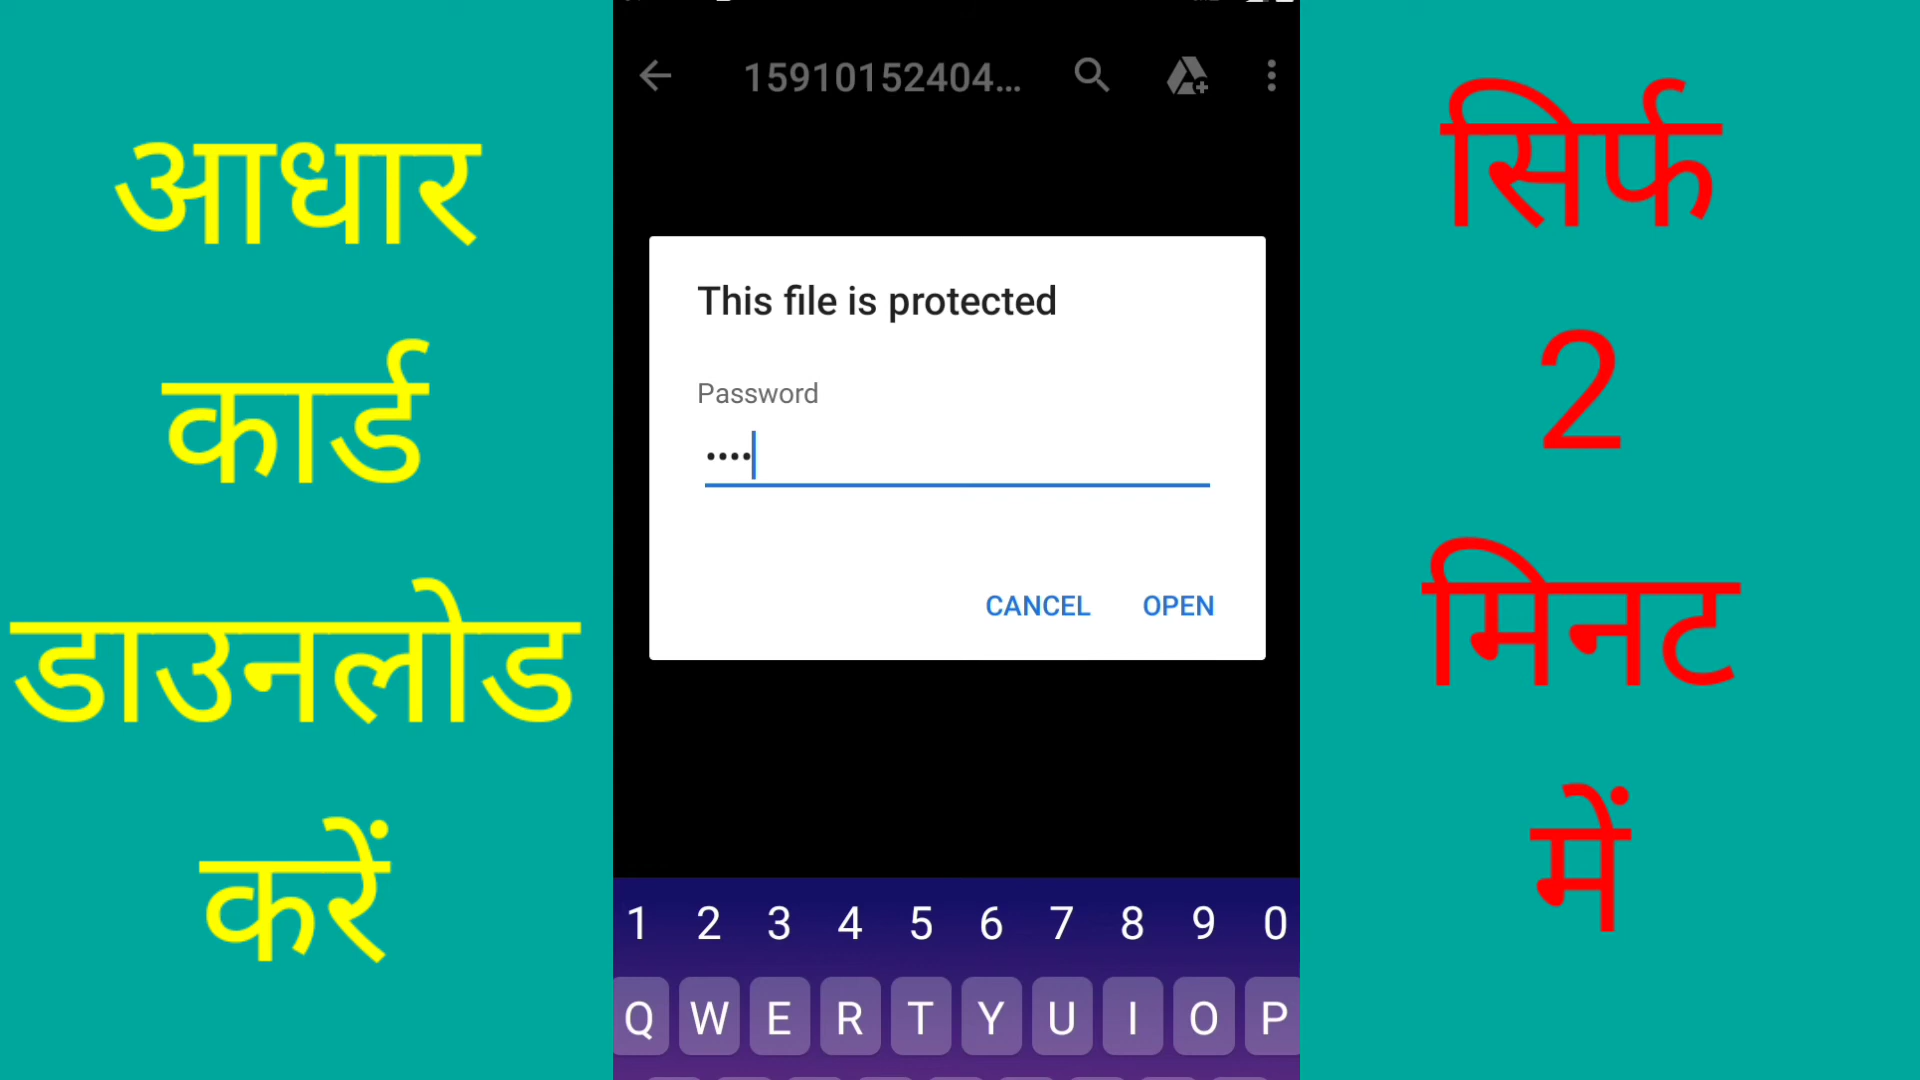 आधार
कार्ड
डाउनलोड
करें
15910152404...
This file is protected
Password
••••
CANCEL OPEN
1 2 3 4 5 6 7 8 9 0
Q W E R T Y U I O P
सिर्फ
2
मिनट
में